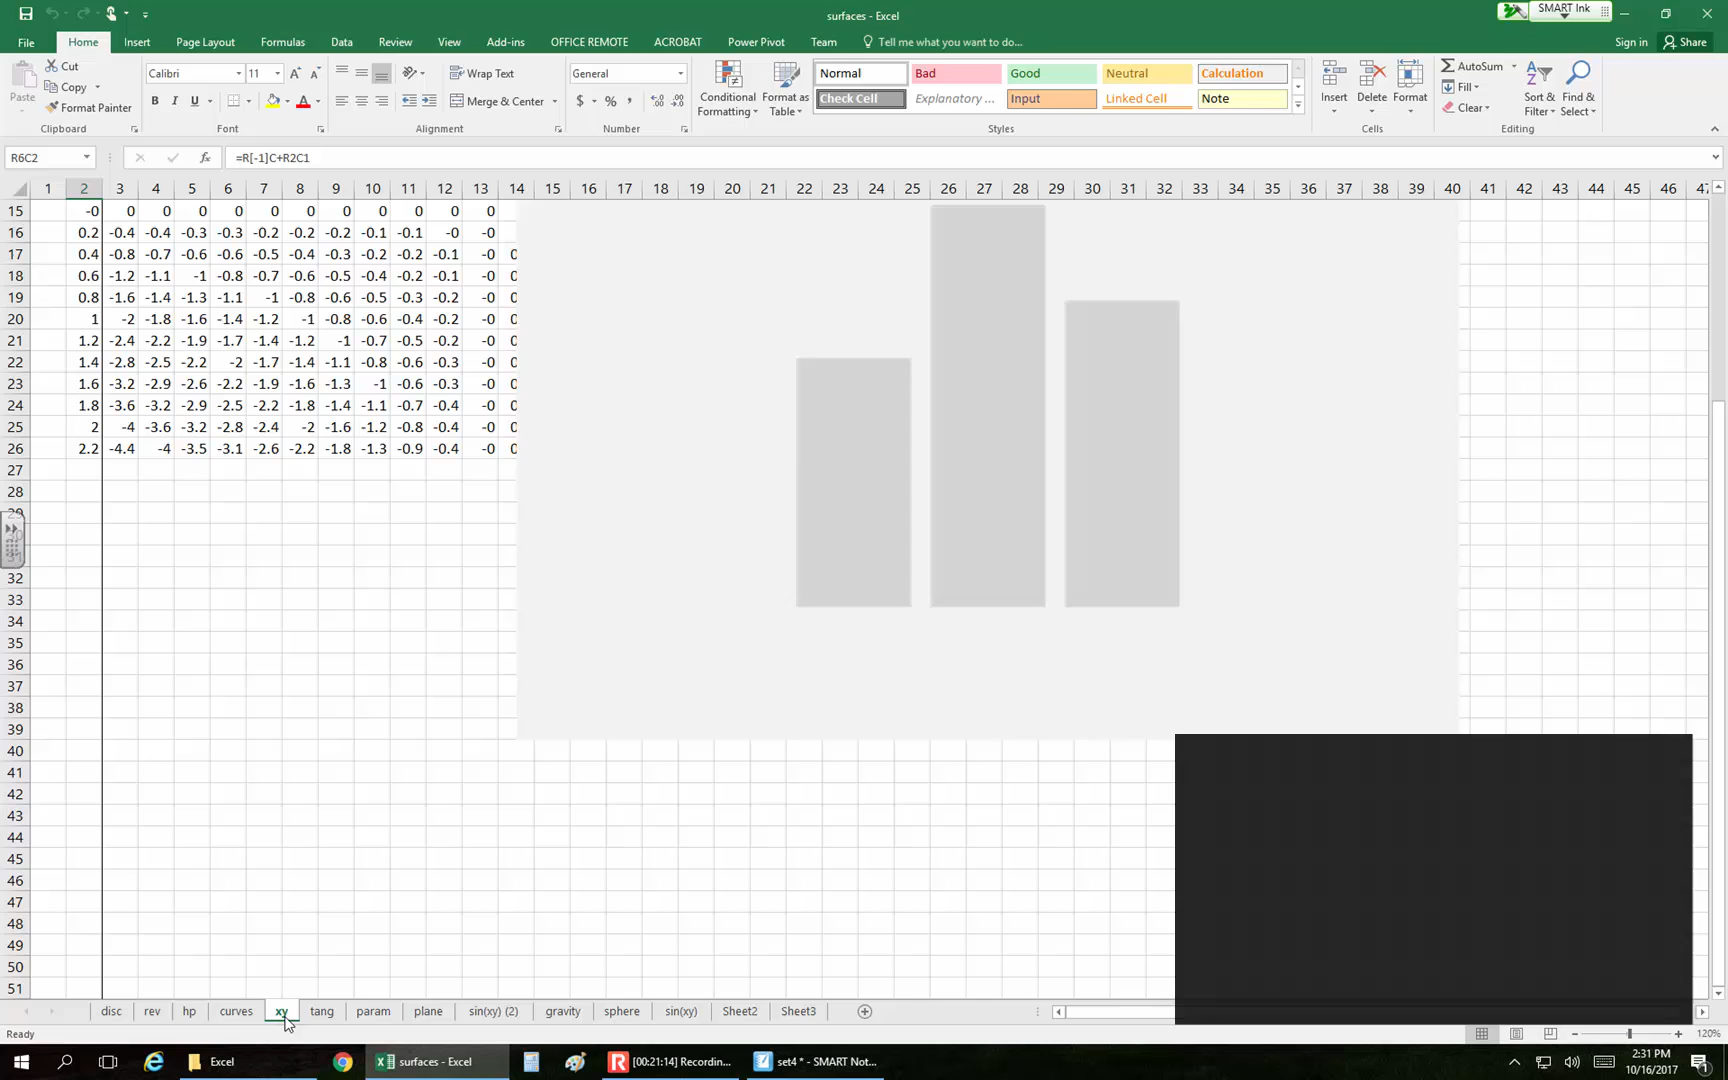 surfaces - Excel
SMART Ink
File Home Insert Page Layout Formulas Data Review View Add-ins OFFICE REMOTE ACROBAT Power Pivot Team Tell me what you want to do... Sign in Share
Paste
Cut
Copy
Format Painter
Clipboard
Calibri 11
B I U
Font
Wrap Text
Merge & Center
Alignment
General
$ % ,
Number
Conditional Formatting
Format as Table
Normal Bad Good Neutral Calculation
Check Cell Explanatory ... Input Linked Cell Note
Styles
Insert Delete Format
Cells
AutoSum
Fill
Clear
Sort & Filter
Find & Select
Editing
R6C2 fx =R[-1]C+R2C1
1 2 3 4 5 6 7 8 9 10 11 12 13 14 15 16 17 18 19 20 21 22 23 24 25 26 27 28 29 30 31 32 33 34 35 36 37 38 39 40 41 42 43 44 45 46 47
15 -0 0 0 0 0 0 0 0 0 0 0 0
16 0.2 -0.4 -0.4 -0.3 -0.3 -0.2 -0.2 -0.2 -0.1 -0.1 -0 -0
17 0.4 -0.8 -0.7 -0.6 -0.6 -0.5 -0.4 -0.3 -0.2 -0.2 -0.1 -0 0
18 0.6 -1.2 -1.1 -1 -0.8 -0.7 -0.6 -0.5 -0.4 -0.2 -0.1 -0 0
19 0.8 -1.6 -1.4 -1.3 -1.1 -1 -0.8 -0.6 -0.5 -0.3 -0.2 -0 0
20 1 -2 -1.8 -1.6 -1.4 -1.2 -1 -0.8 -0.6 -0.4 -0.2 -0 0
21 1.2 -2.4 -2.2 -1.9 -1.7 -1.4 -1.2 -1 -0.7 -0.5 -0.2 -0 0
22 1.4 -2.8 -2.5 -2.2 -2 -1.7 -1.4 -1.1 -0.8 -0.6 -0.3 -0 0
23 1.6 -3.2 -2.9 -2.6 -2.2 -1.9 -1.6 -1.3 -1 -0.6 -0.3 -0 0
24 1.8 -3.6 -3.2 -2.9 -2.5 -2.2 -1.8 -1.4 -1.1 -0.7 -0.4 -0 0
25 2 -4 -3.6 -3.2 -2.8 -2.4 -2 -1.6 -1.2 -0.8 -0.4 -0 0
26 2.2 -4.4 -4 -3.5 -3.1 -2.6 -2.2 -1.8 -1.3 -0.9 -0.4 -0 0
27
28
29
32
33
34
35
36
37
38
39
40
41
42
43
44
45
46
47
48
49
50
51
disc rev hp curves xy tang param plane sin(xy) (2) gravity sphere sin(xy) Sheet2 Sheet3
Ready 120%
Excel surfaces - Excel [00:21:14] Recordin... set4 * - SMART Not... 2:31 PM
10/16/2017